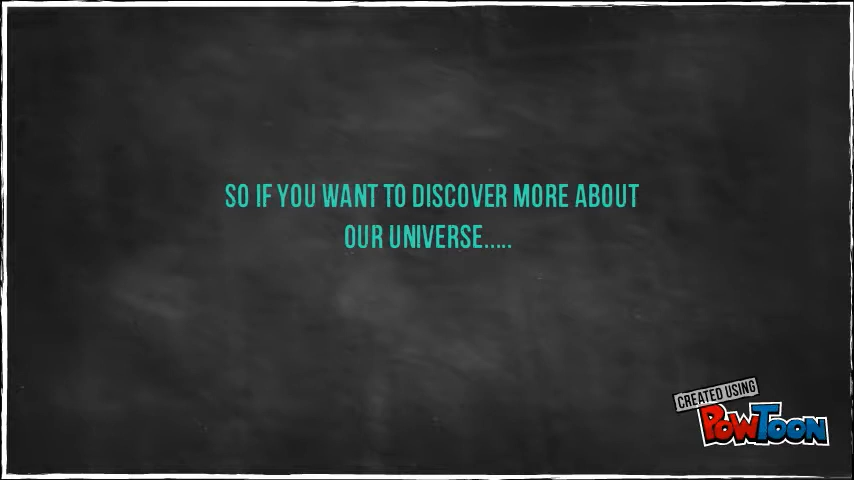 SO IF YOU WANT TO DISCOVER MORE ABOUT
OUR UNIVERSE.....
CREATED USING
POWTOON